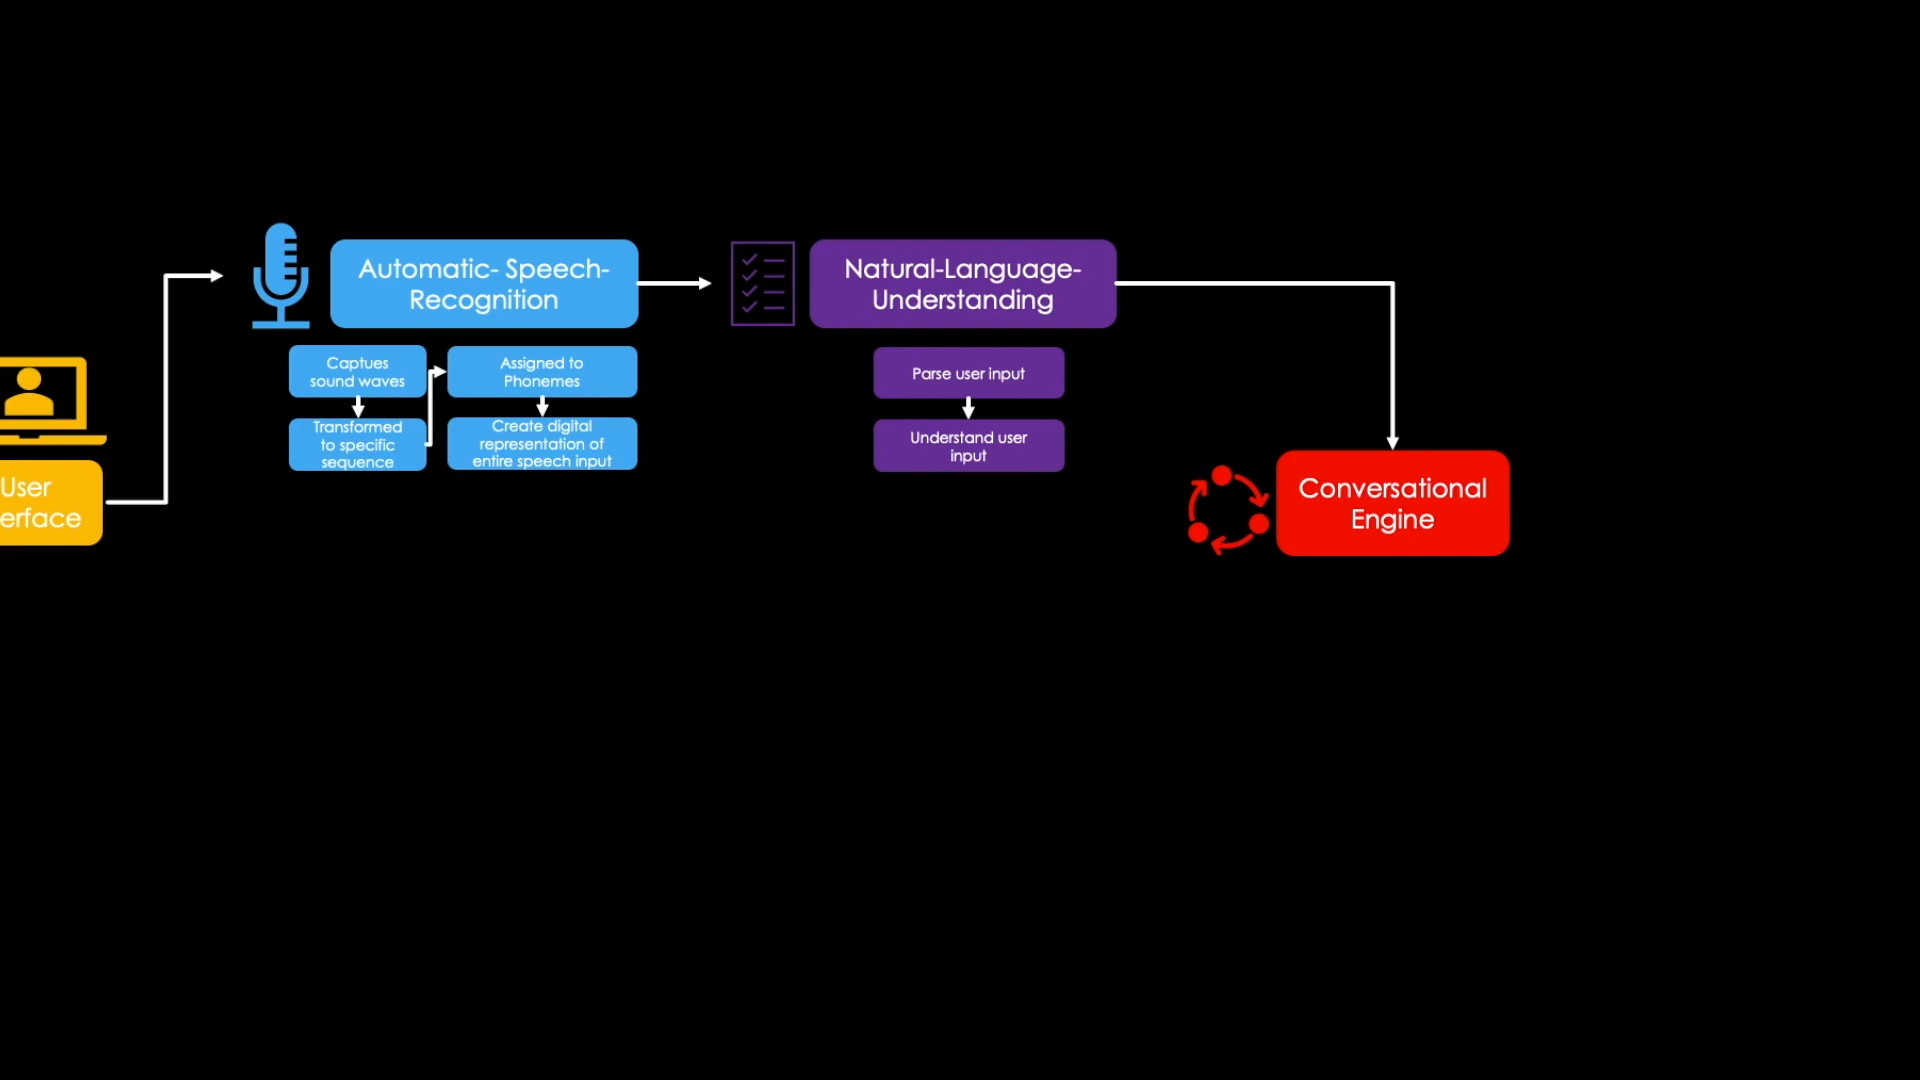 Automatic- Speech-
Recognition
Natural-Language-
Understanding
Captues
sound waves
Assigned to
Phonemes
Parse user input
Transformed
to specific
sequence
Create digital
representation of
entire speech input
Understand user
input
User
erface
Conversational
Engine